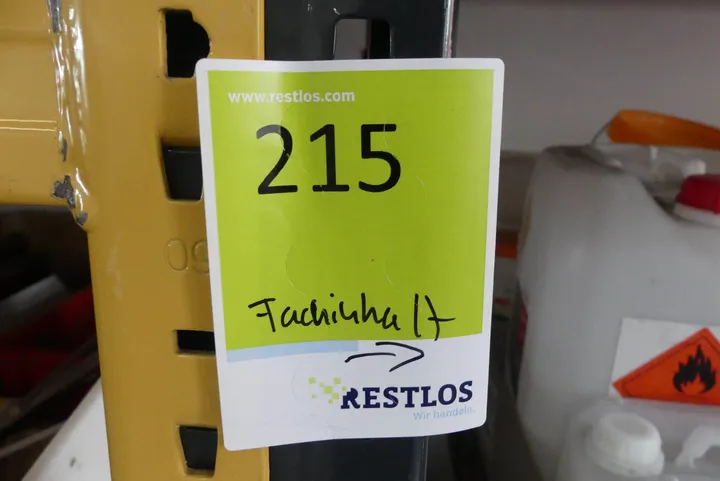 www.restlos.com
215
Fachinhalt
RESTLOS
Wir handeln.